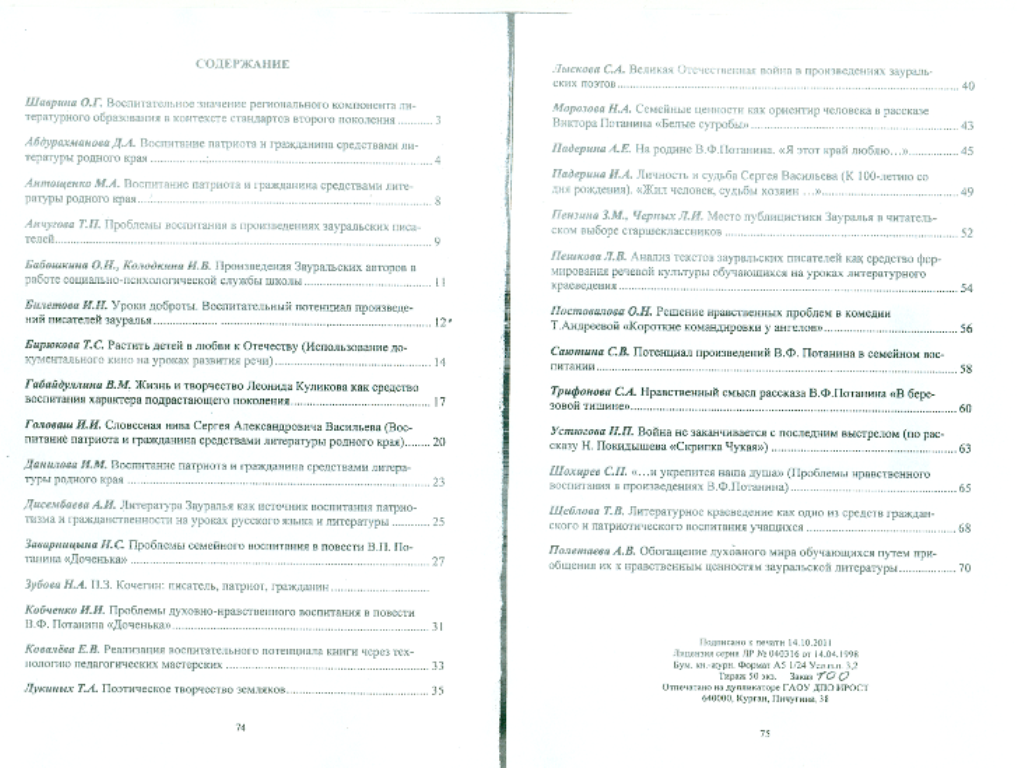 СОДЕРЖАНИЕ
Шаврина О.Г. Воспитательное значение регионального компонента ли-
тературного образования в контексте стандартов второго поколения .......... 3
Абдурахманова Д.А. Воспитание патриота и гражданина средствами ли-
тературы родного края .......... 4
Антощенко М.А. Воспитание патриота и гражданина средствами лите-
ратуры родного края .......... 8
Анчугова Т.П. Проблемы воспитания в произведениях зауральских писа-
телей .......... 9
Бабошкина О.И., Колодкина И.В. Произведения Зауральских авторов в
работе социально-психологической службы школы .......... 11
Билетова И.Н. Уроки доброты. Воспитательный потенциал произведе-
ний писателей зауралья .......... 12
Бирюкова Т.С. Растить детей в любви к Отечеству (Использование до-
кументального кино на уроках развития речи) .......... 14
Габайдуллина В.М. Жизнь и творчество Леонида Куликова как средство
воспитания характера подрастающего поколения .......... 17
Головаш И.И. Словесная нива Сергея Александровича Васильева (Вос-
питание патриота и гражданина средствами литературы родного края) .......... 20
Данилова И.М. Воспитание патриота и гражданина средствами литера-
туры родного края .......... 23
Дисембаева А.И. Литература Зауралья как источник воспитания патрио-
тизма и гражданственности на уроках русского языка и литературы .......... 25
Заварницына Н.С. Проблемы семейного воспитания в повести В.П. По-
танина «Доченька» .......... 27
Зубова Н.А. П.З. Кочегин: писатель, патриот, гражданин ..........
Кобченко И.И. Проблемы духовно-нравственного воспитания в повести
В.Ф. Потанина «Доченька» .......... 31
Ковалёва Е.В. Реализация воспитательного потенциала книги через тех-
нологию педагогических мастерских .......... 33
Лукиных Т.А. Поэтическое творчество земляков .......... 35
74
Лыскова С.А. Великая Отечественная война в произведениях заураль-
ских поэтов .......... 40
Морозова Н.А. Семейные ценности как ориентир человека в рассказе
Виктора Потанина «Белые сугробы» .......... 43
Падерина А.Е. На родине В.Ф.Потанина. «Я этот край люблю…» .......... 45
Падерина И.А. Личность и судьба Сергея Васильева (К 100-летию со
дня рождения). «Жил человек, судьбы хозяин …» .......... 49
Пензина З.М., Черных Л.И. Место публицистики Зауралья в читатель-
ском выборе старшеклассников .......... 52
Пешкова Л.В. Анализ текстов зауральских писателей как средство фор-
мирования речевой культуры обучающихся на уроках литературного
краеведения .......... 54
Постовалова О.Н. Решение нравственных проблем в комедии
Т.Андреевой «Короткие командировки у ангелов» .......... 56
Саютина С.В. Потенциал произведений В.Ф. Потанина в семейном вос-
питании .......... 58
Трифонова С.А. Нравственный смысл рассказа В.Ф.Потанина «В бере-
зовой тишине» .......... 60
Устюгова Н.П. Война не заканчивается с последним выстрелом (по рас-
сказу Н. Покидышева «Скрипка Чукая») .......... 63
Шохирев С.П. «…и укрепится ваша душа» (Проблемы нравственного
воспитания в произведениях В.Ф.Потанина) .......... 65
Шеблова Т.В. Литературное краеведение как одно из средств граждан-
ского и патриотического воспитания учащихся .......... 68
Полетаева А.В. Обогащение духовного мира обучающихся путем при-
общения их к нравственным ценностям зауральской литературы .......... 70
Подписано с печати 14.10.2011
Лицензия серия ЛР № 040316 от 14.04.1998
Бум. кн.-журн. Формат А5 1/24 Усл п.л. 3,2
Тираж 50 экз. Заказ 700
Отпечатано на дупликаторе ГАОУ ДПО ИРОСТ
640000, Курган, Пичугина, 38
75